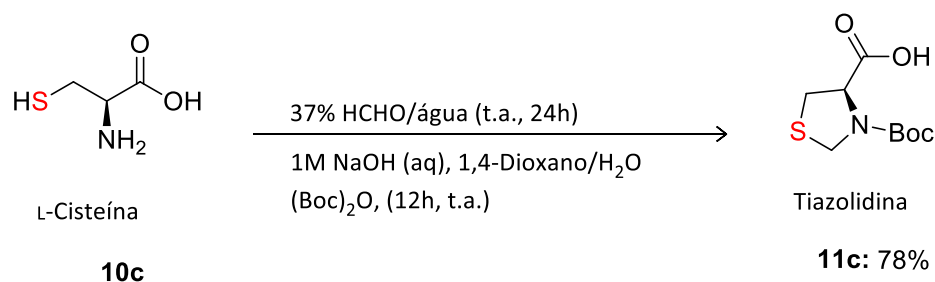 O
HS
OH
NH2
L-Cisteína
10c
37% HCHO/água (t.a., 24h)
1M NaOH (aq), 1,4-Dioxano/H2O
(Boc)2O, (12h, t.a.)
O
OH
S
N
Boc
Tiazolidina
11c: 78%